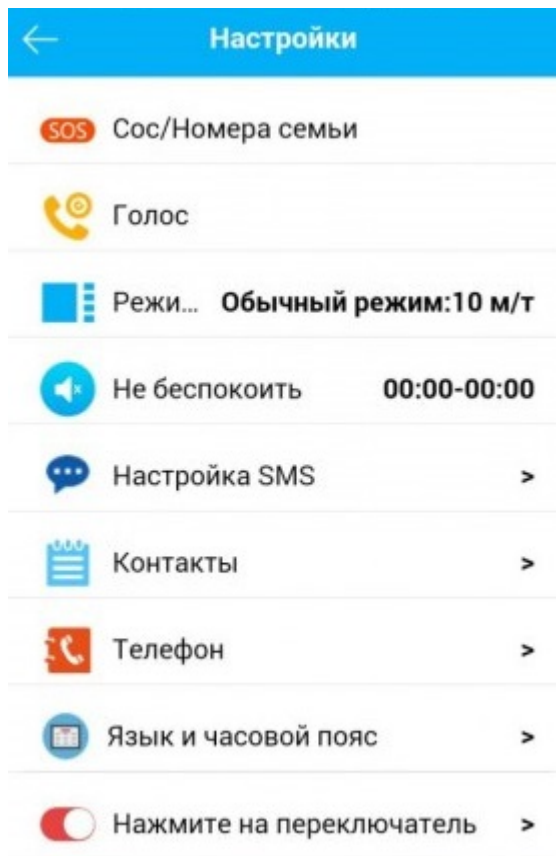 Настройки
SOS Сос/Номера семьи
Голос
Режи... Обычный режим:10 м/т
Не беспокоить 00:00-00:00
Настройка SMS >
Контакты >
Телефон >
Язык и часовой пояс >
Нажмите на переключатель >